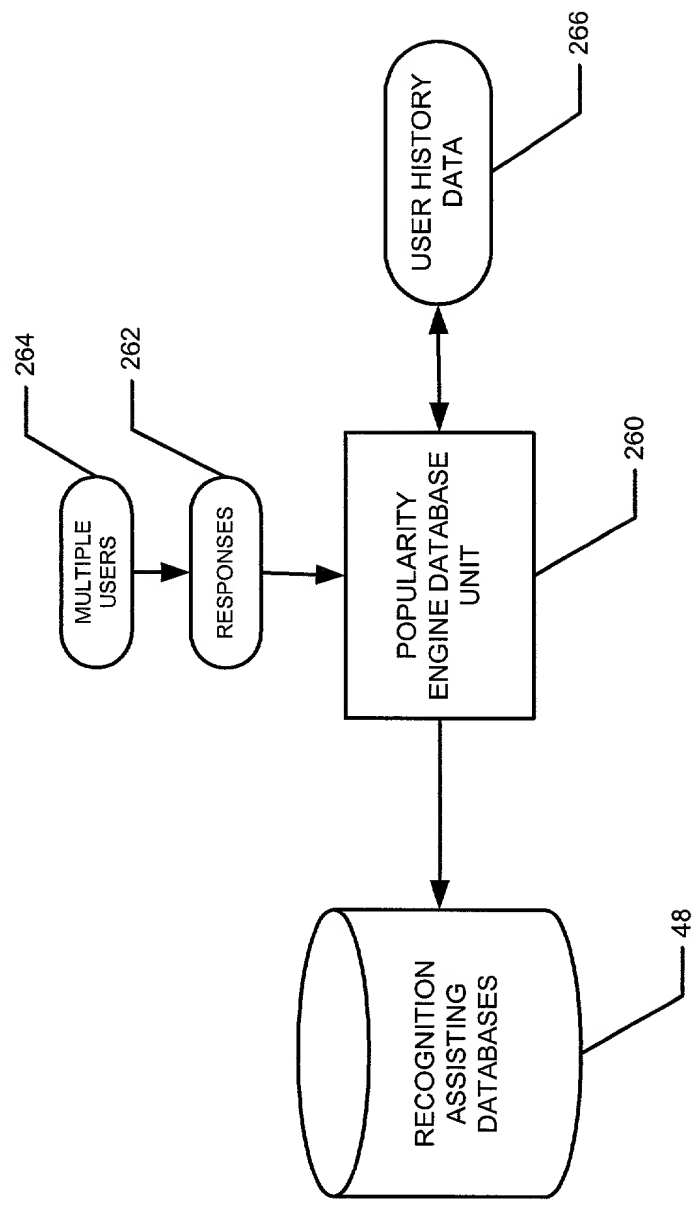 264
MULTIPLE
USERS
262
RESPONSES
266
USER HISTORY
DATA
POPULARITY
ENGINE DATABASE
UNIT
260
RECOGNITION
ASSISTING
DATABASES
48